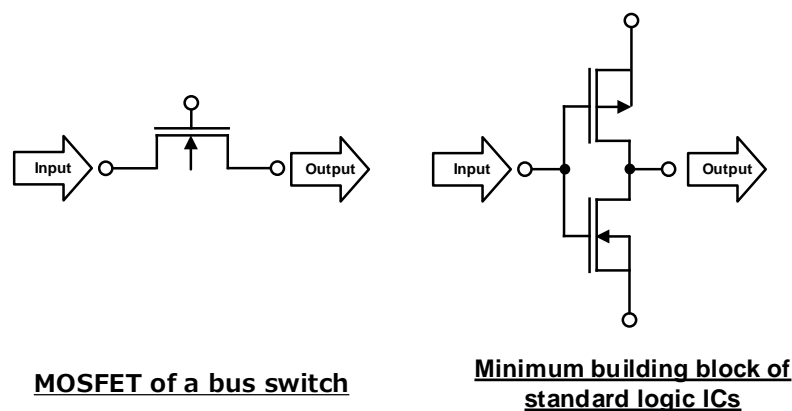 Input
Output
Input
Output
MOSFET of a bus switch
Minimum building block of
standard logic ICs